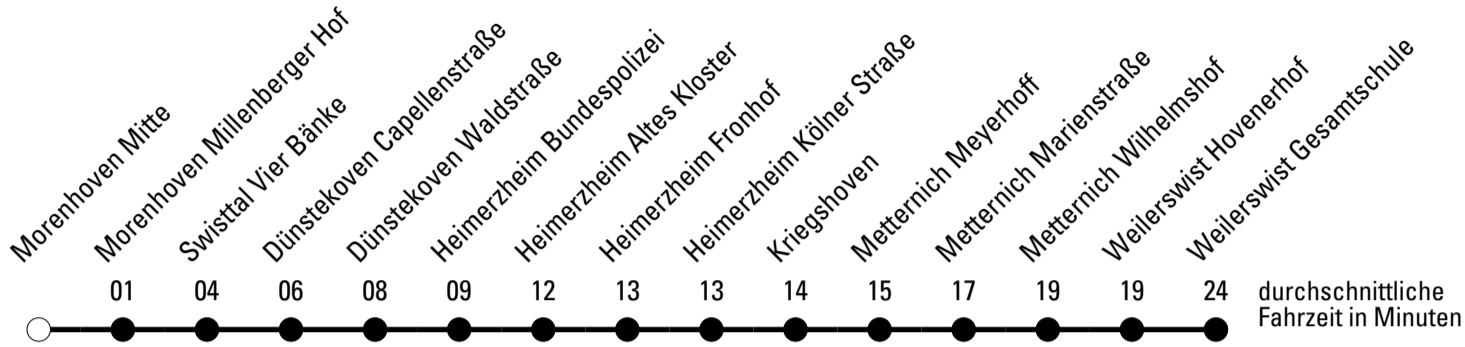 Morenhoven Mitte
Morenhoven Millenberger Hof
Swisttal Vier Bänke
Dünstekoven Capellenstraße
Dünstekoven Waldstraße
Heimerzheim Bundespolizei
Heimerzheim Altes Kloster
Heimerzheim Fronhof
Heimerzheim Kölner Straße
Kriegshoven
Metternich Meyerhoff
Metternich Marienstraße
Metternich Wilhelmshof
Weilerswist Hovenerhof
Weilerswist Gesamtschule
01 04 06 08 09 12 13 13 14 15 17 19 19 24
durchschnittliche
Fahrzeit in Minuten